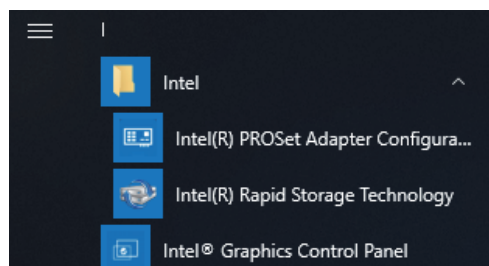 I
Intel
Intel(R) PROSet Adapter Configura...
Intel(R) Rapid Storage Technology
Intel® Graphics Control Panel